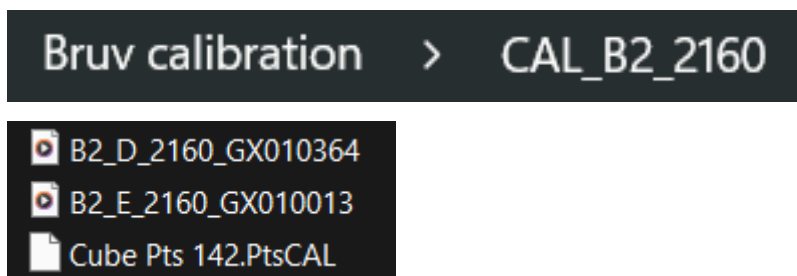 Bruv calibration > CAL_B2_2160
B2_D_2160_GX010364
B2_E_2160_GX010013
Cube Pts 142.PtsCAL